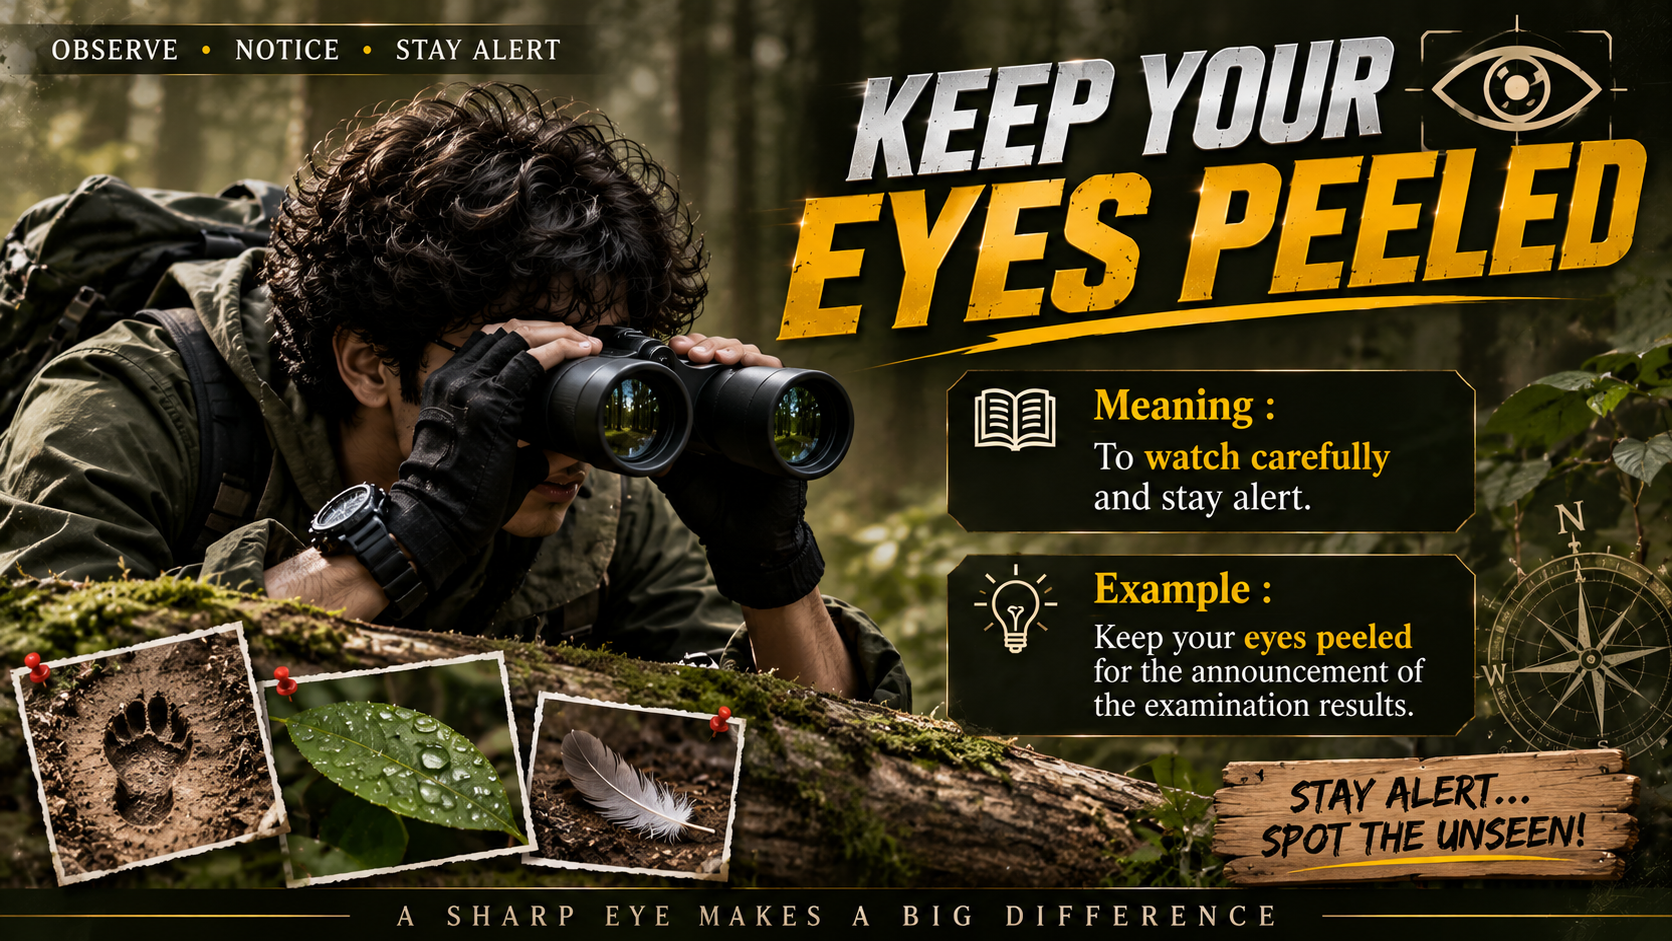 OBSERVE • NOTICE • STAY ALERT
KEEP YOUR
EYES PEELED
Meaning :
To watch carefully
and stay alert.
Example :
Keep your eyes peeled
for the announcement of
the examination results.
N
W
S
STAY ALERT...
SPOT THE UNSEEN!
A SHARP EYE MAKES A BIG DIFFERENCE